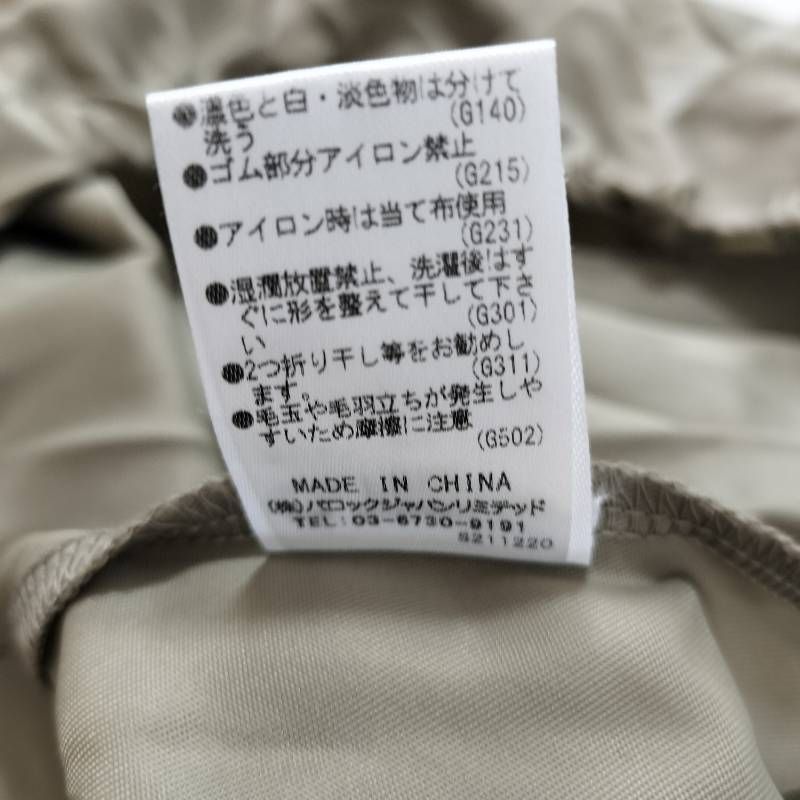 ●濃色と白・淡色物は分けて
洗う (G140)
●ゴム部分アイロン禁止
(G215)
●アイロン時は当て布使用
(G231)
●湿潤放置禁止、洗濯後はす
ぐに形を整えて干して下さ
い (G301)
●2つ折り干し等をお勧めし
ます。 (G311)
●毛玉や毛羽立ちが発生しや
すいため摩擦に注意
(G502)
MADE IN CHINA
(株)バロックジャパンリミテッド
TEL:03-6730-9191
S211220